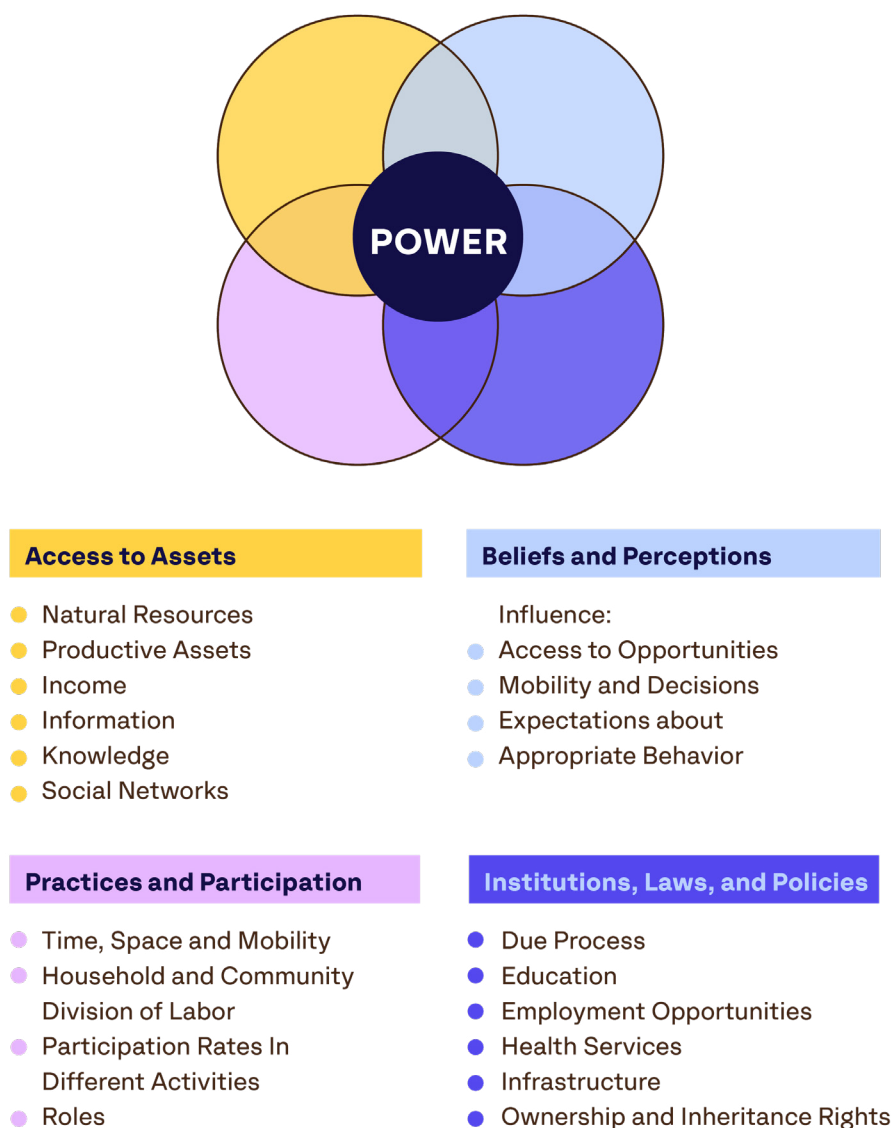 POWER
Access to Assets
Natural Resources
Productive Assets
Income
Information
Knowledge
Social Networks
Beliefs and Perceptions
Influence:
Access to Opportunities
Mobility and Decisions
Expectations about
Appropriate Behavior
Practices and Participation
Time, Space and Mobility
Household and Community
Division of Labor
Participation Rates In
Different Activities
Roles
Institutions, Laws, and Policies
Due Process
Education
Employment Opportunities
Health Services
Infrastructure
Ownership and Inheritance Rights